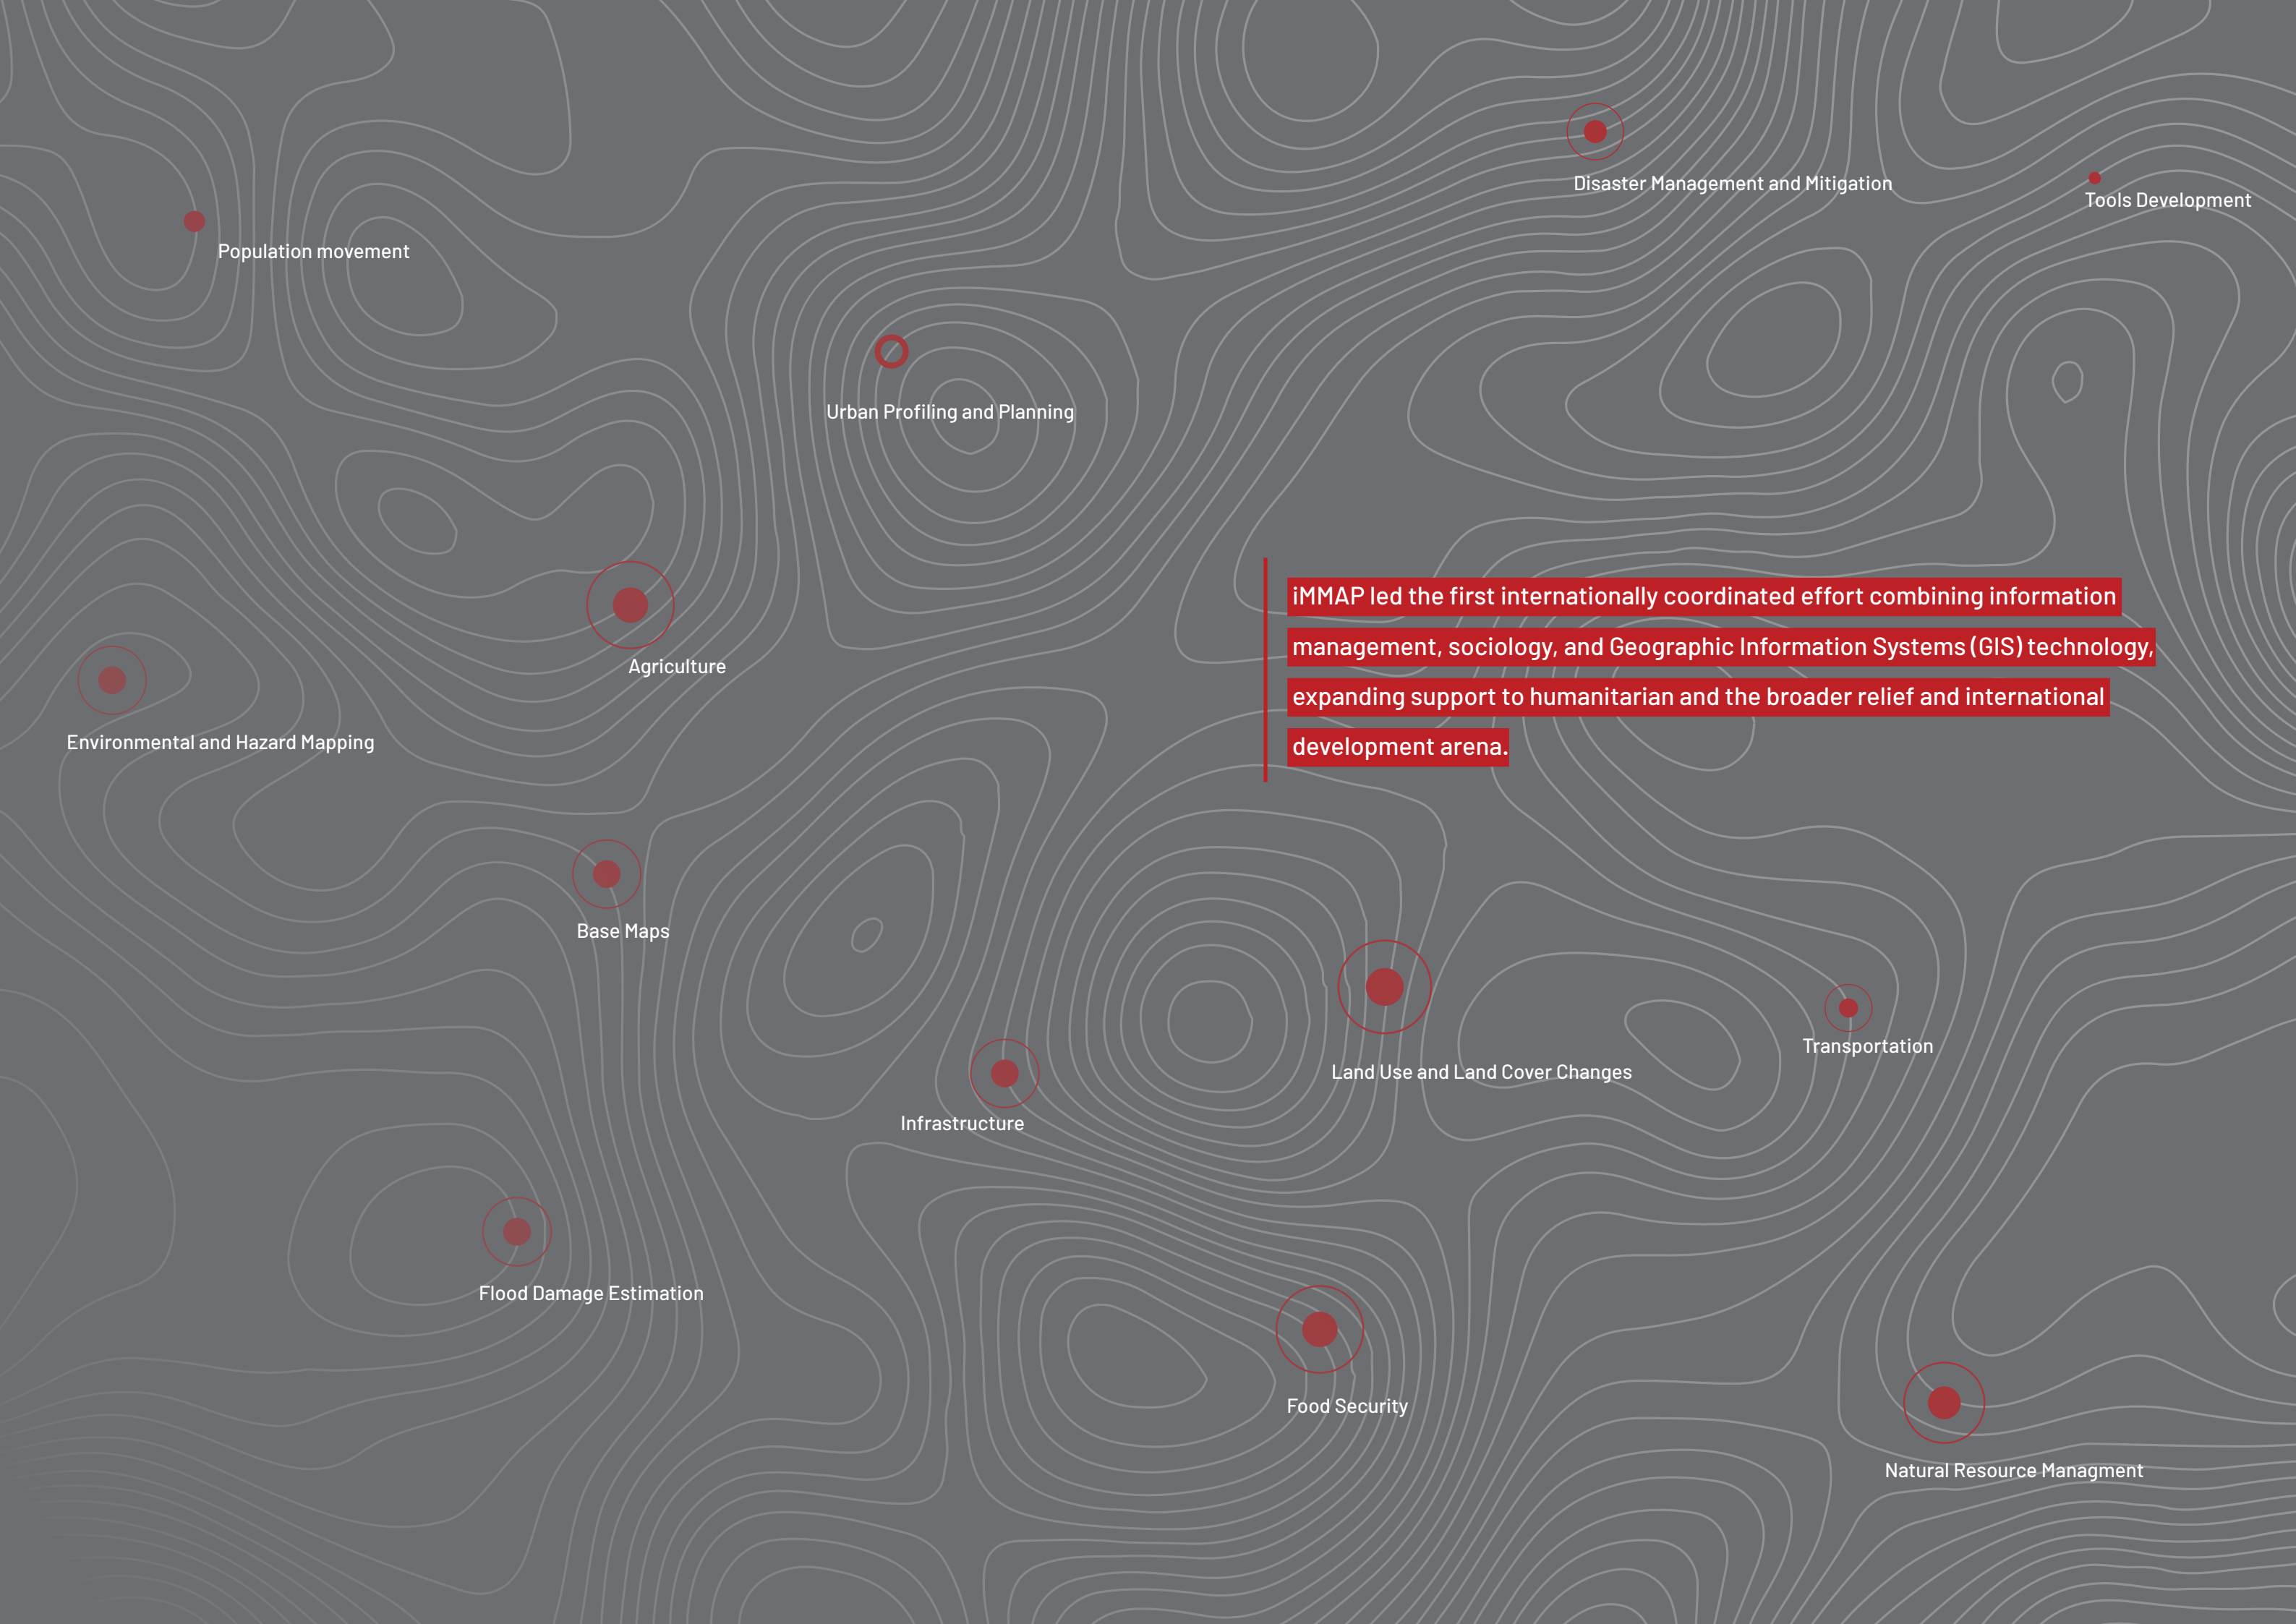 Disaster Management and Mitigation
Tools Development
Population movement
Urban Profiling and Planning
iMMAP led the first internationally coordinated effort combining information
management, sociology, and Geographic Information Systems (GIS) technology,
expanding support to humanitarian and the broader relief and international
development arena.
Agriculture
Environmental and Hazard Mapping
Base Maps
Transportation
Land Use and Land Cover Changes
Infrastructure
Flood Damage Estimation
Food Security
Natural Resource Managment